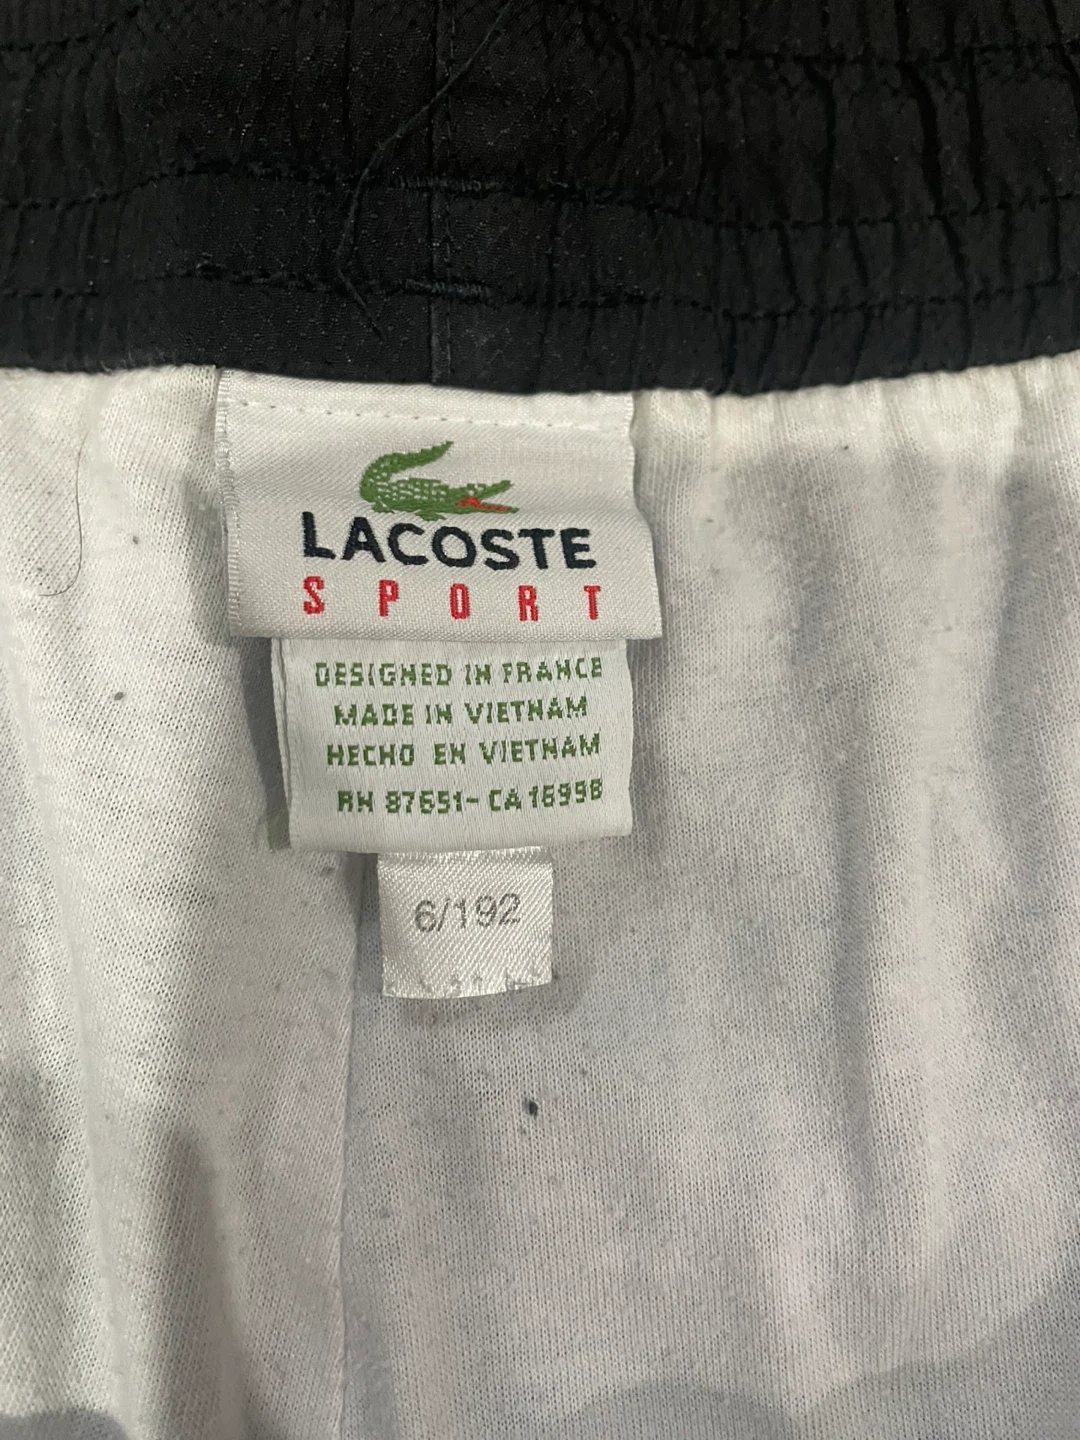 LACOSTE
SPORT
DESIGNED IN FRANCE
MADE IN VIETNAM
HECHO EN VIETNAM
RN 87651- CA 16998
6/192